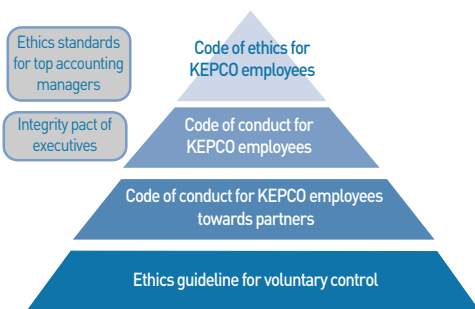 Ethics standards
for top accounting
managers
Integrity pact of
executives
Code of ethics for
KEPCO employees
Code of conduct for
KEPCO employees
Code of conduct for KEPCO employees
towards partners
Ethics guideline for voluntary control